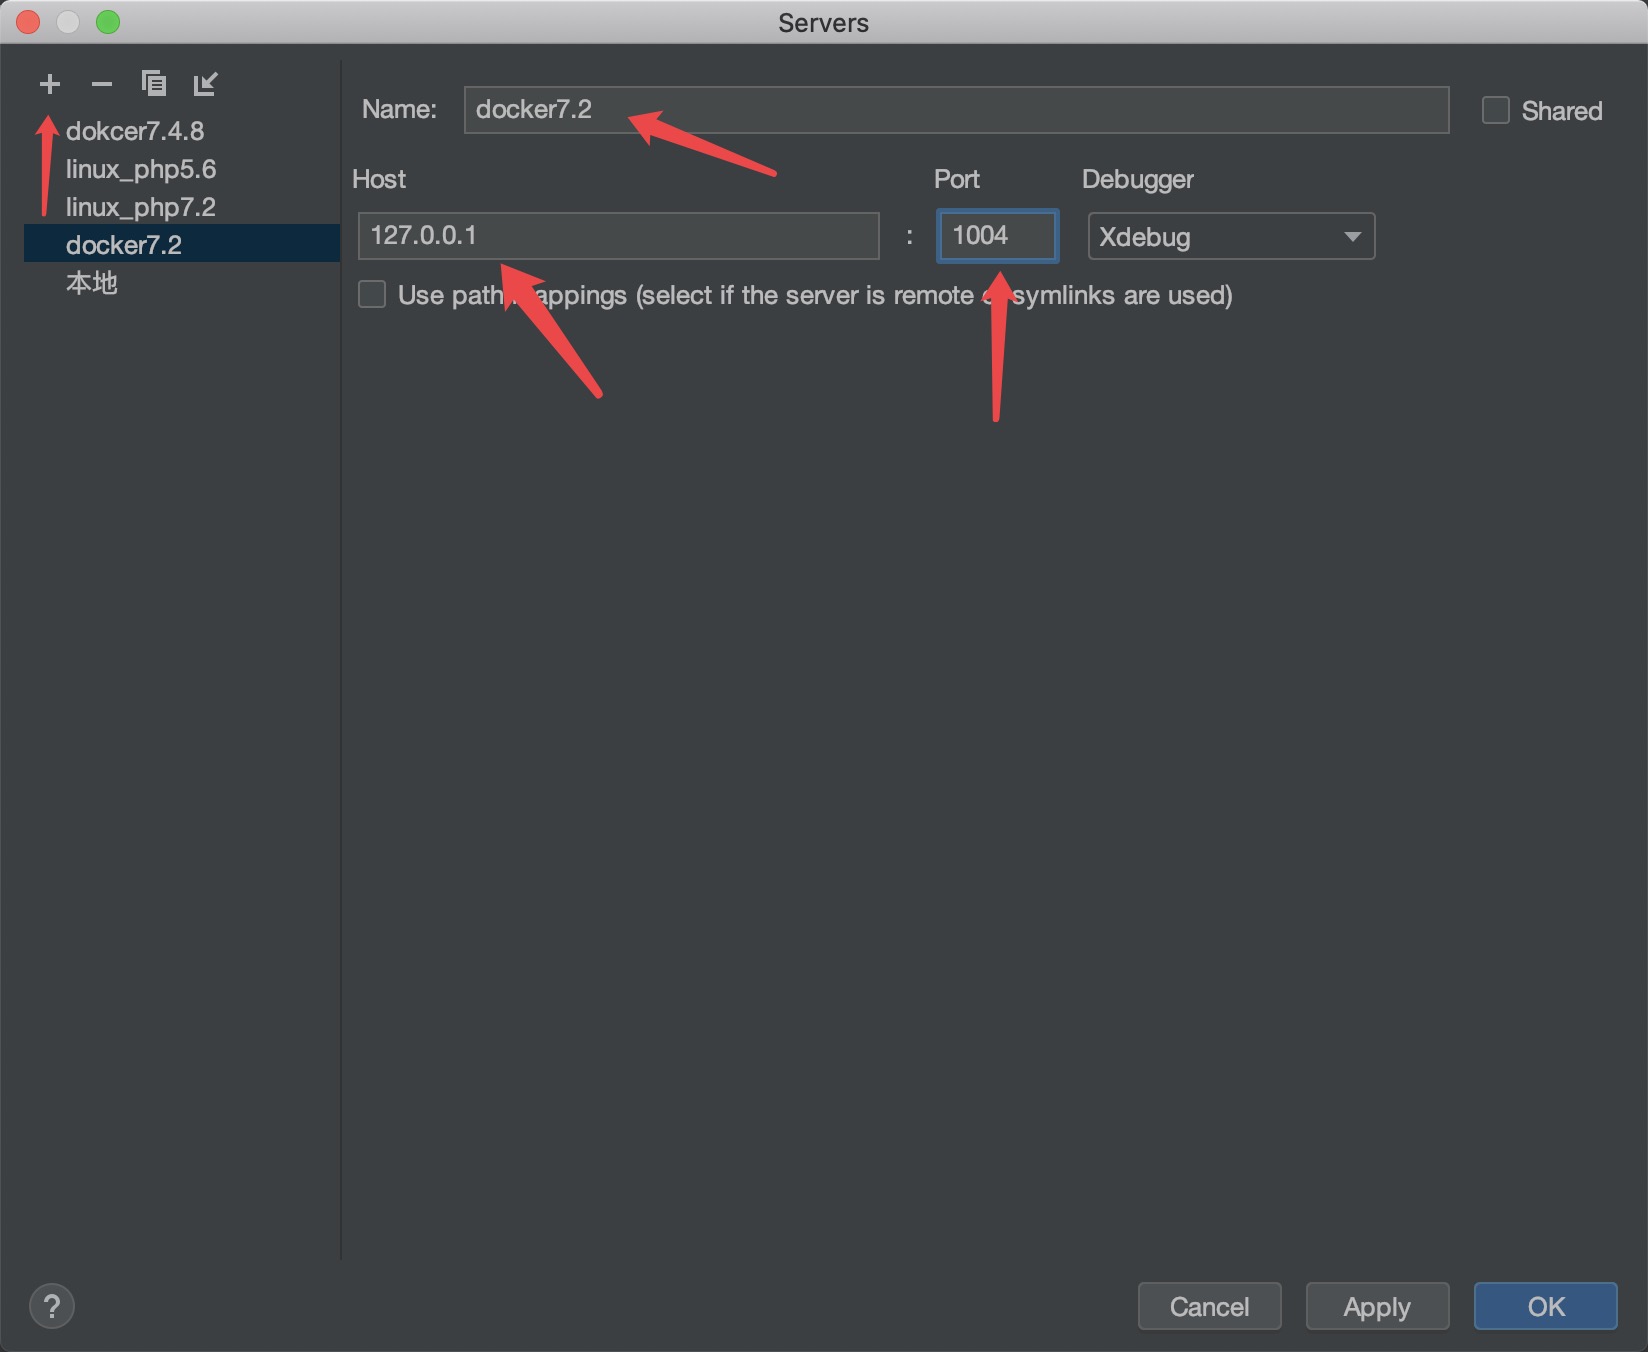 Servers
dokcer7.4.8
linux_php5.6
linux_php7.2
docker7.2
本地
Name: docker7.2 Shared
Host Port Debugger
127.0.0.1 : 1004 Xdebug
Use path appings (select if the server is remote symlinks are used)
?
Cancel Apply OK